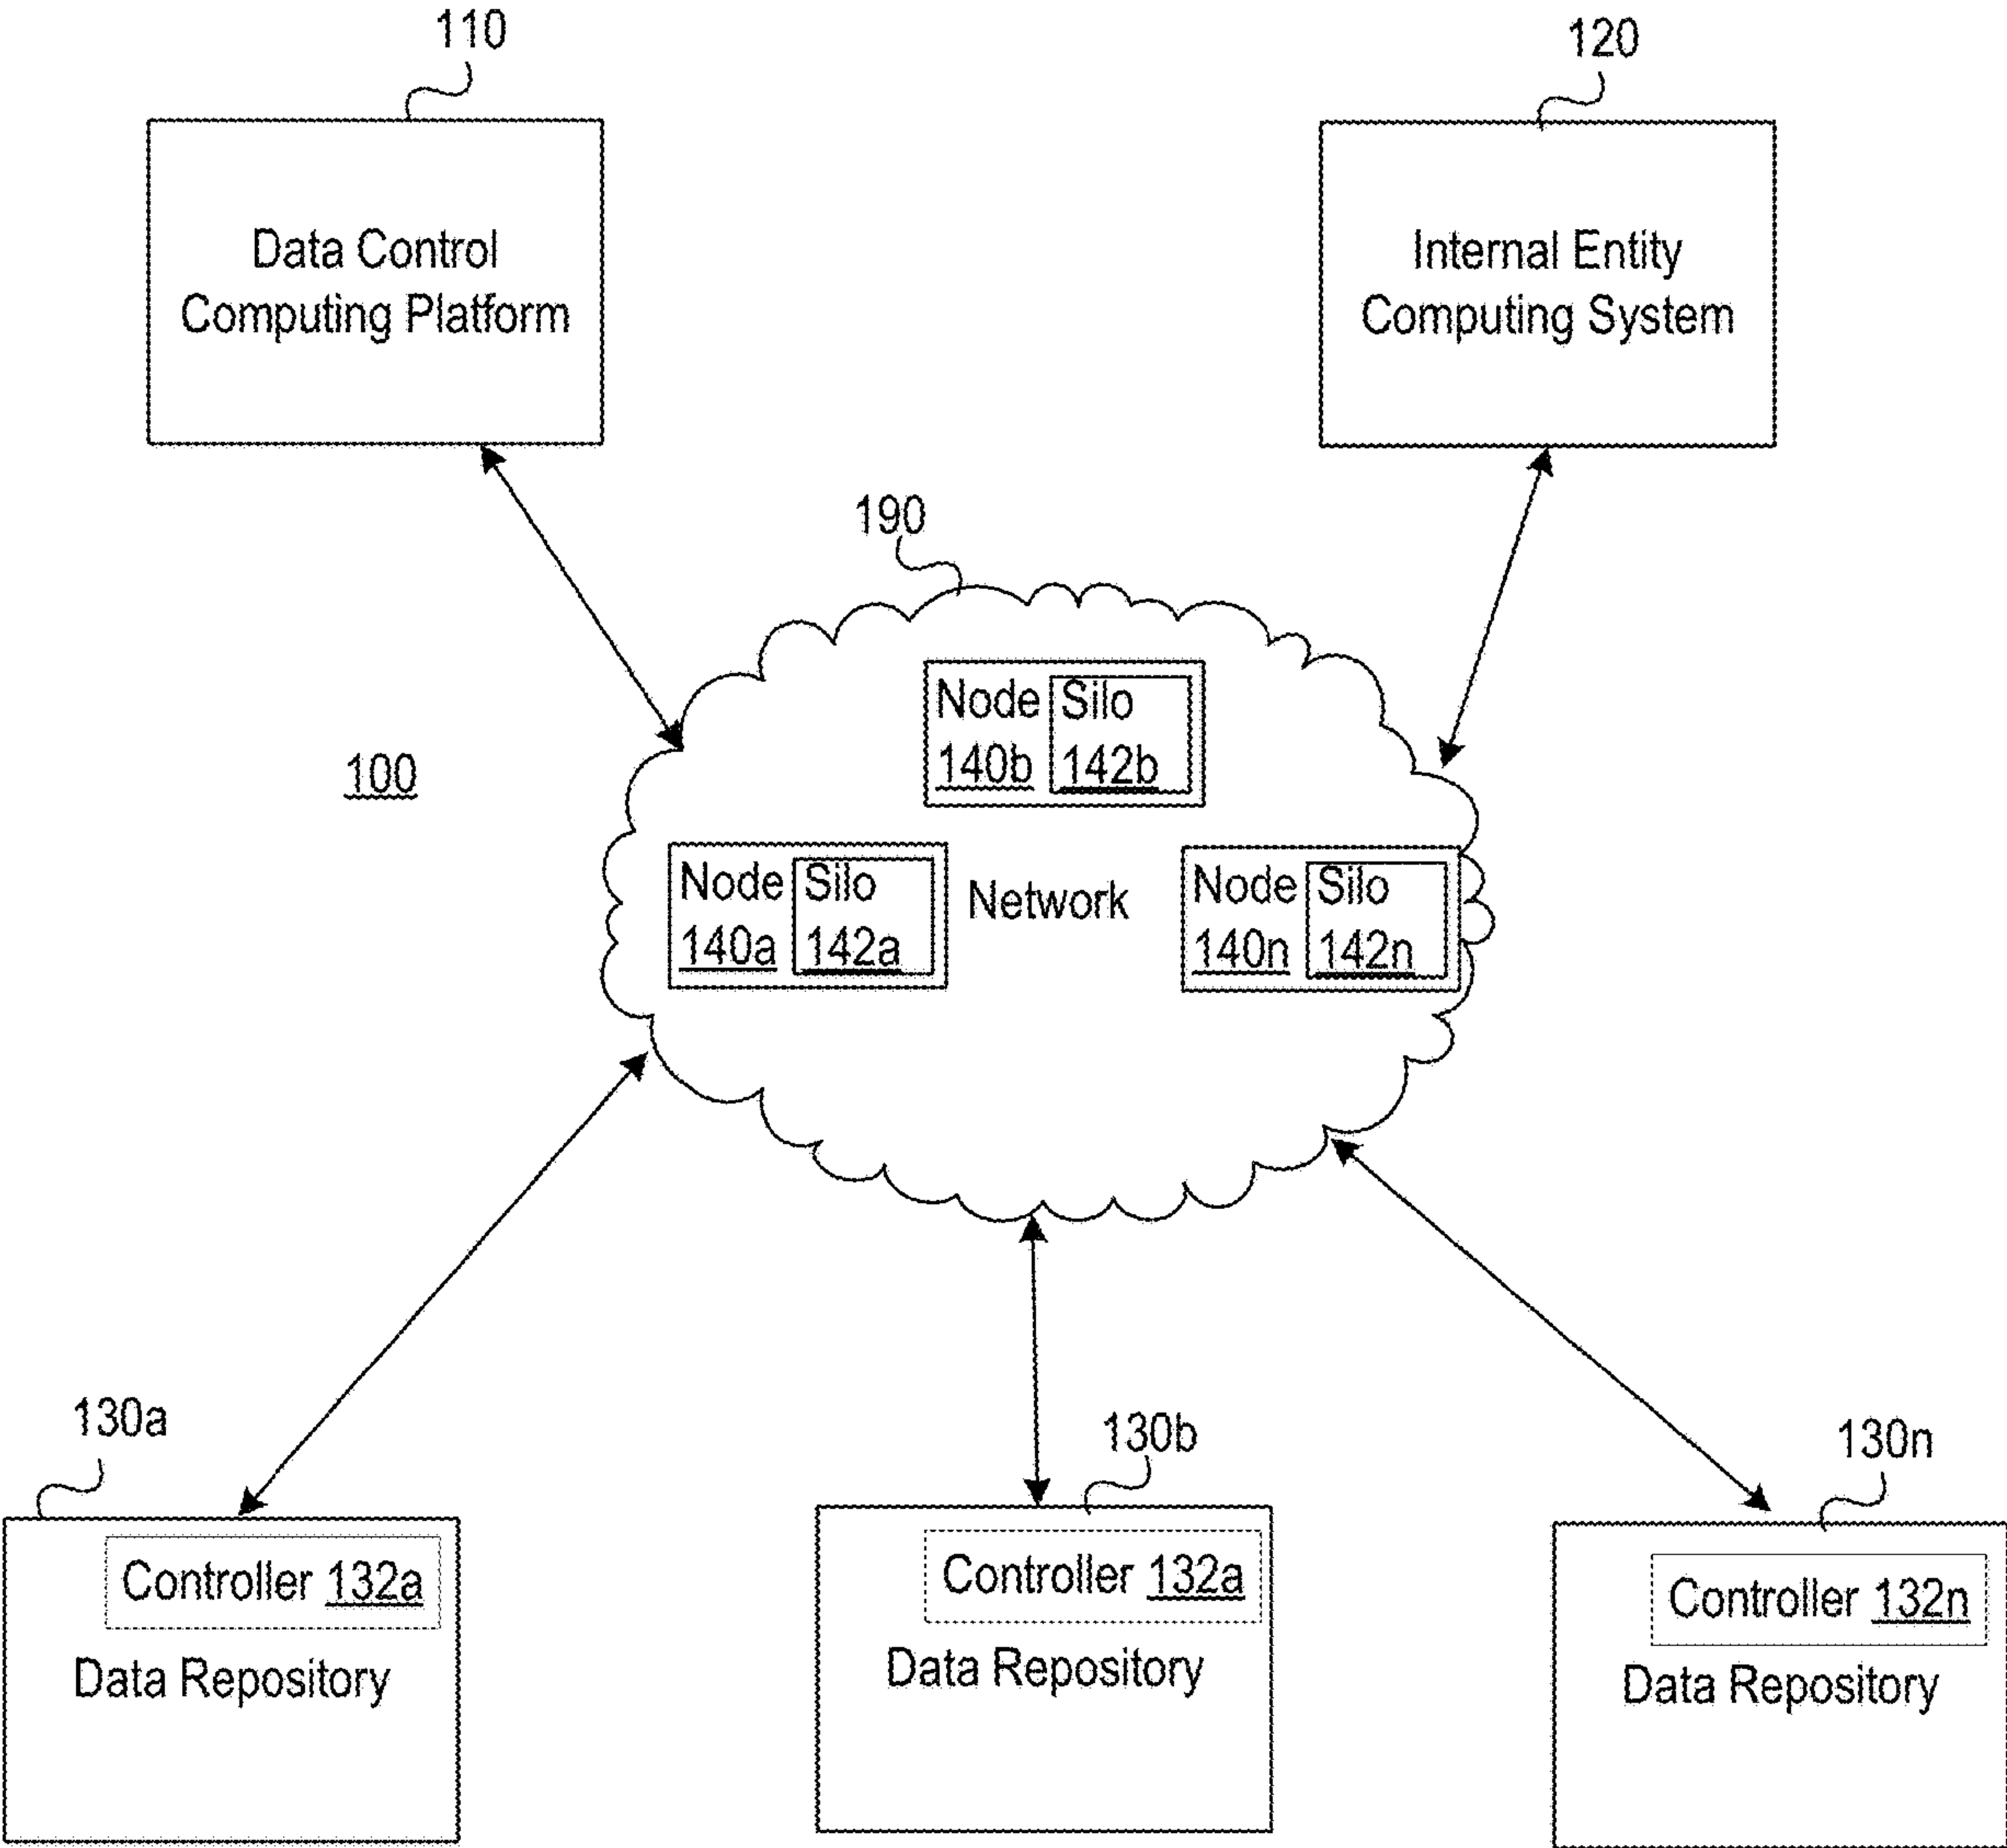 110
120
Data Control
Computing Platform
Internal Entity
Computing System
190
100
Node
140b
Silo
142b
Node
140a
Silo
142a
Network
Node
140n
Silo
142n
130a
130b
130n
Controller 132a
Data Repository
Controller 132a
Data Repository
Controller 132n
Data Repository